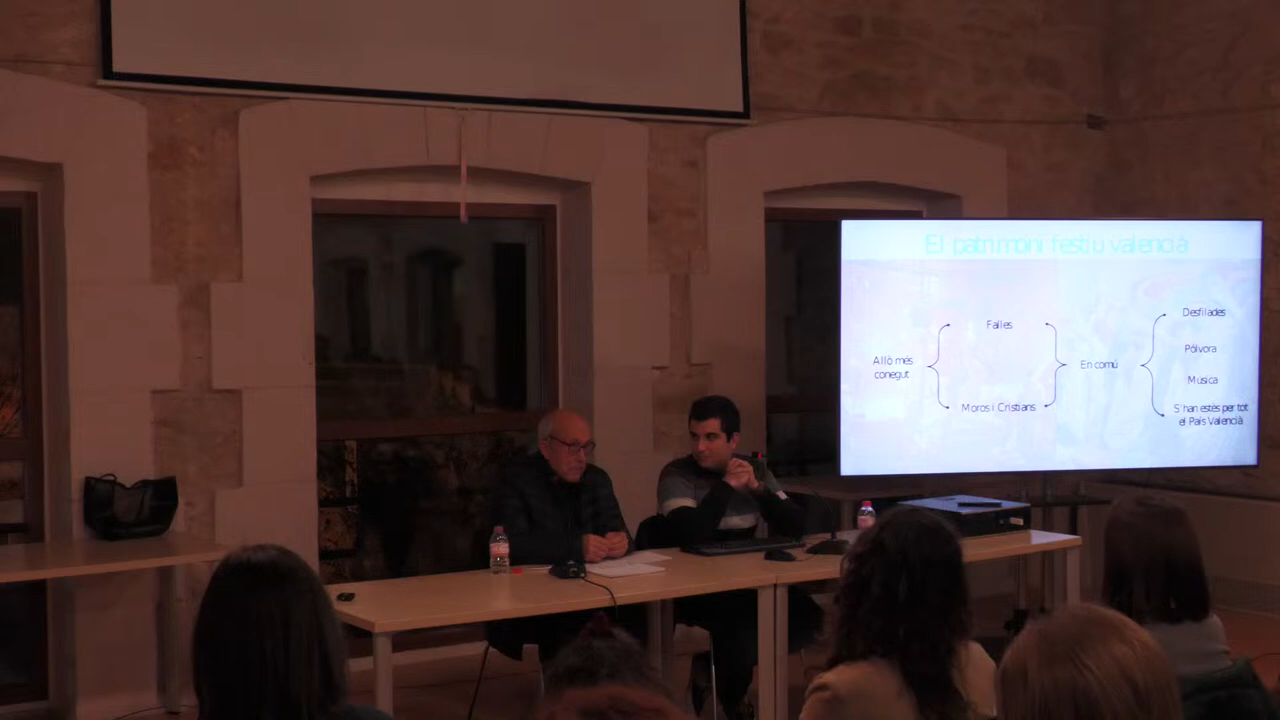 El patrimoni festiu valencià
Allò més
conegut
Falles
Moros i Cristians
En comú
Desfilades
Pólvora
Música
S'han estès per tot
el País Valencià